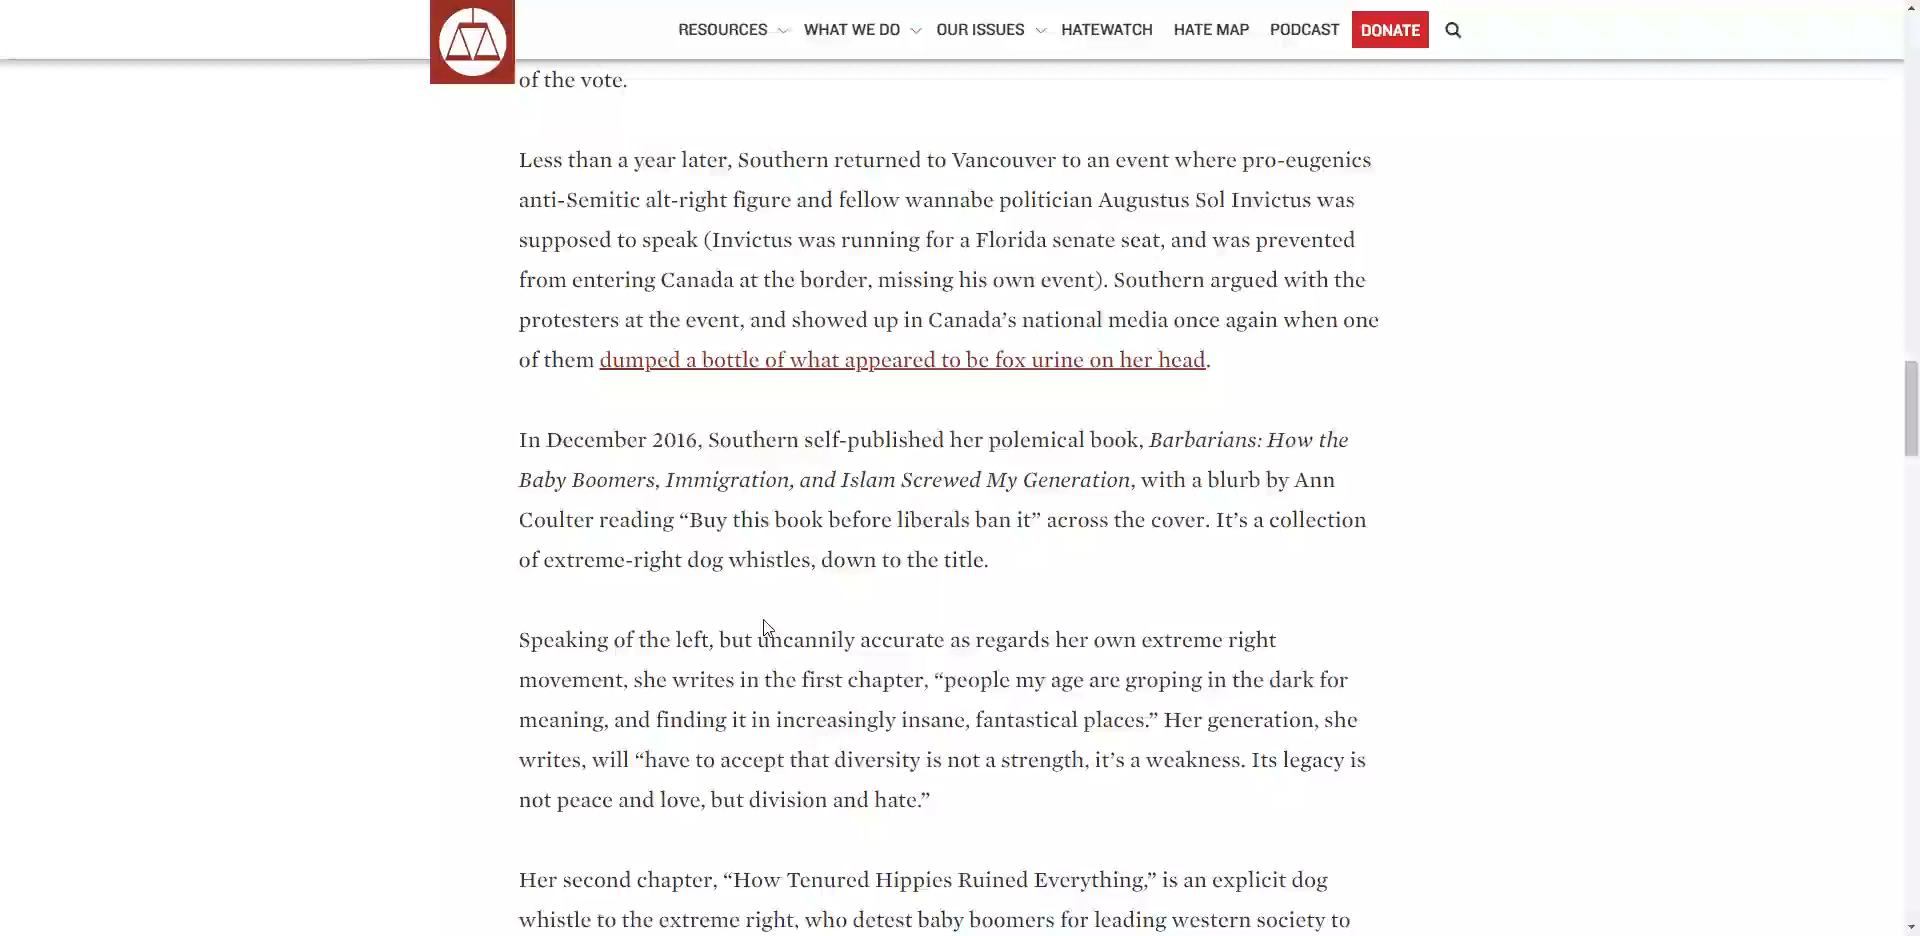 RESOURCES WHAT WE DO OUR ISSUES HATEWATCH HATE MAP PODCAST DONATE
of the vote.
Less than a year later, Southern returned to Vancouver to an event where pro-eugenics
anti-Semitic alt-right figure and fellow wannabe politician Augustus Sol Invictus was
supposed to speak (Invictus was running for a Florida senate seat, and was prevented
from entering Canada at the border, missing his own event). Southern argued with the
protesters at the event, and showed up in Canada’s national media once again when one
of them dumped a bottle of what appeared to be fox urine on her head.
In December 2016, Southern self-published her polemical book, Barbarians: How the
Baby Boomers, Immigration, and Islam Screwed My Generation, with a blurb by Ann
Coulter reading “Buy this book before liberals ban it” across the cover. It’s a collection
of extreme-right dog whistles, down to the title.
Speaking of the left, but uncannily accurate as regards her own extreme right
movement, she writes in the first chapter, “people my age are groping in the dark for
meaning, and finding it in increasingly insane, fantastical places.” Her generation, she
writes, will “have to accept that diversity is not a strength, it’s a weakness. Its legacy is
not peace and love, but division and hate.”
Her second chapter, “How Tenured Hippies Ruined Everything,” is an explicit dog
whistle to the extreme right, who detest baby boomers for leading western society to